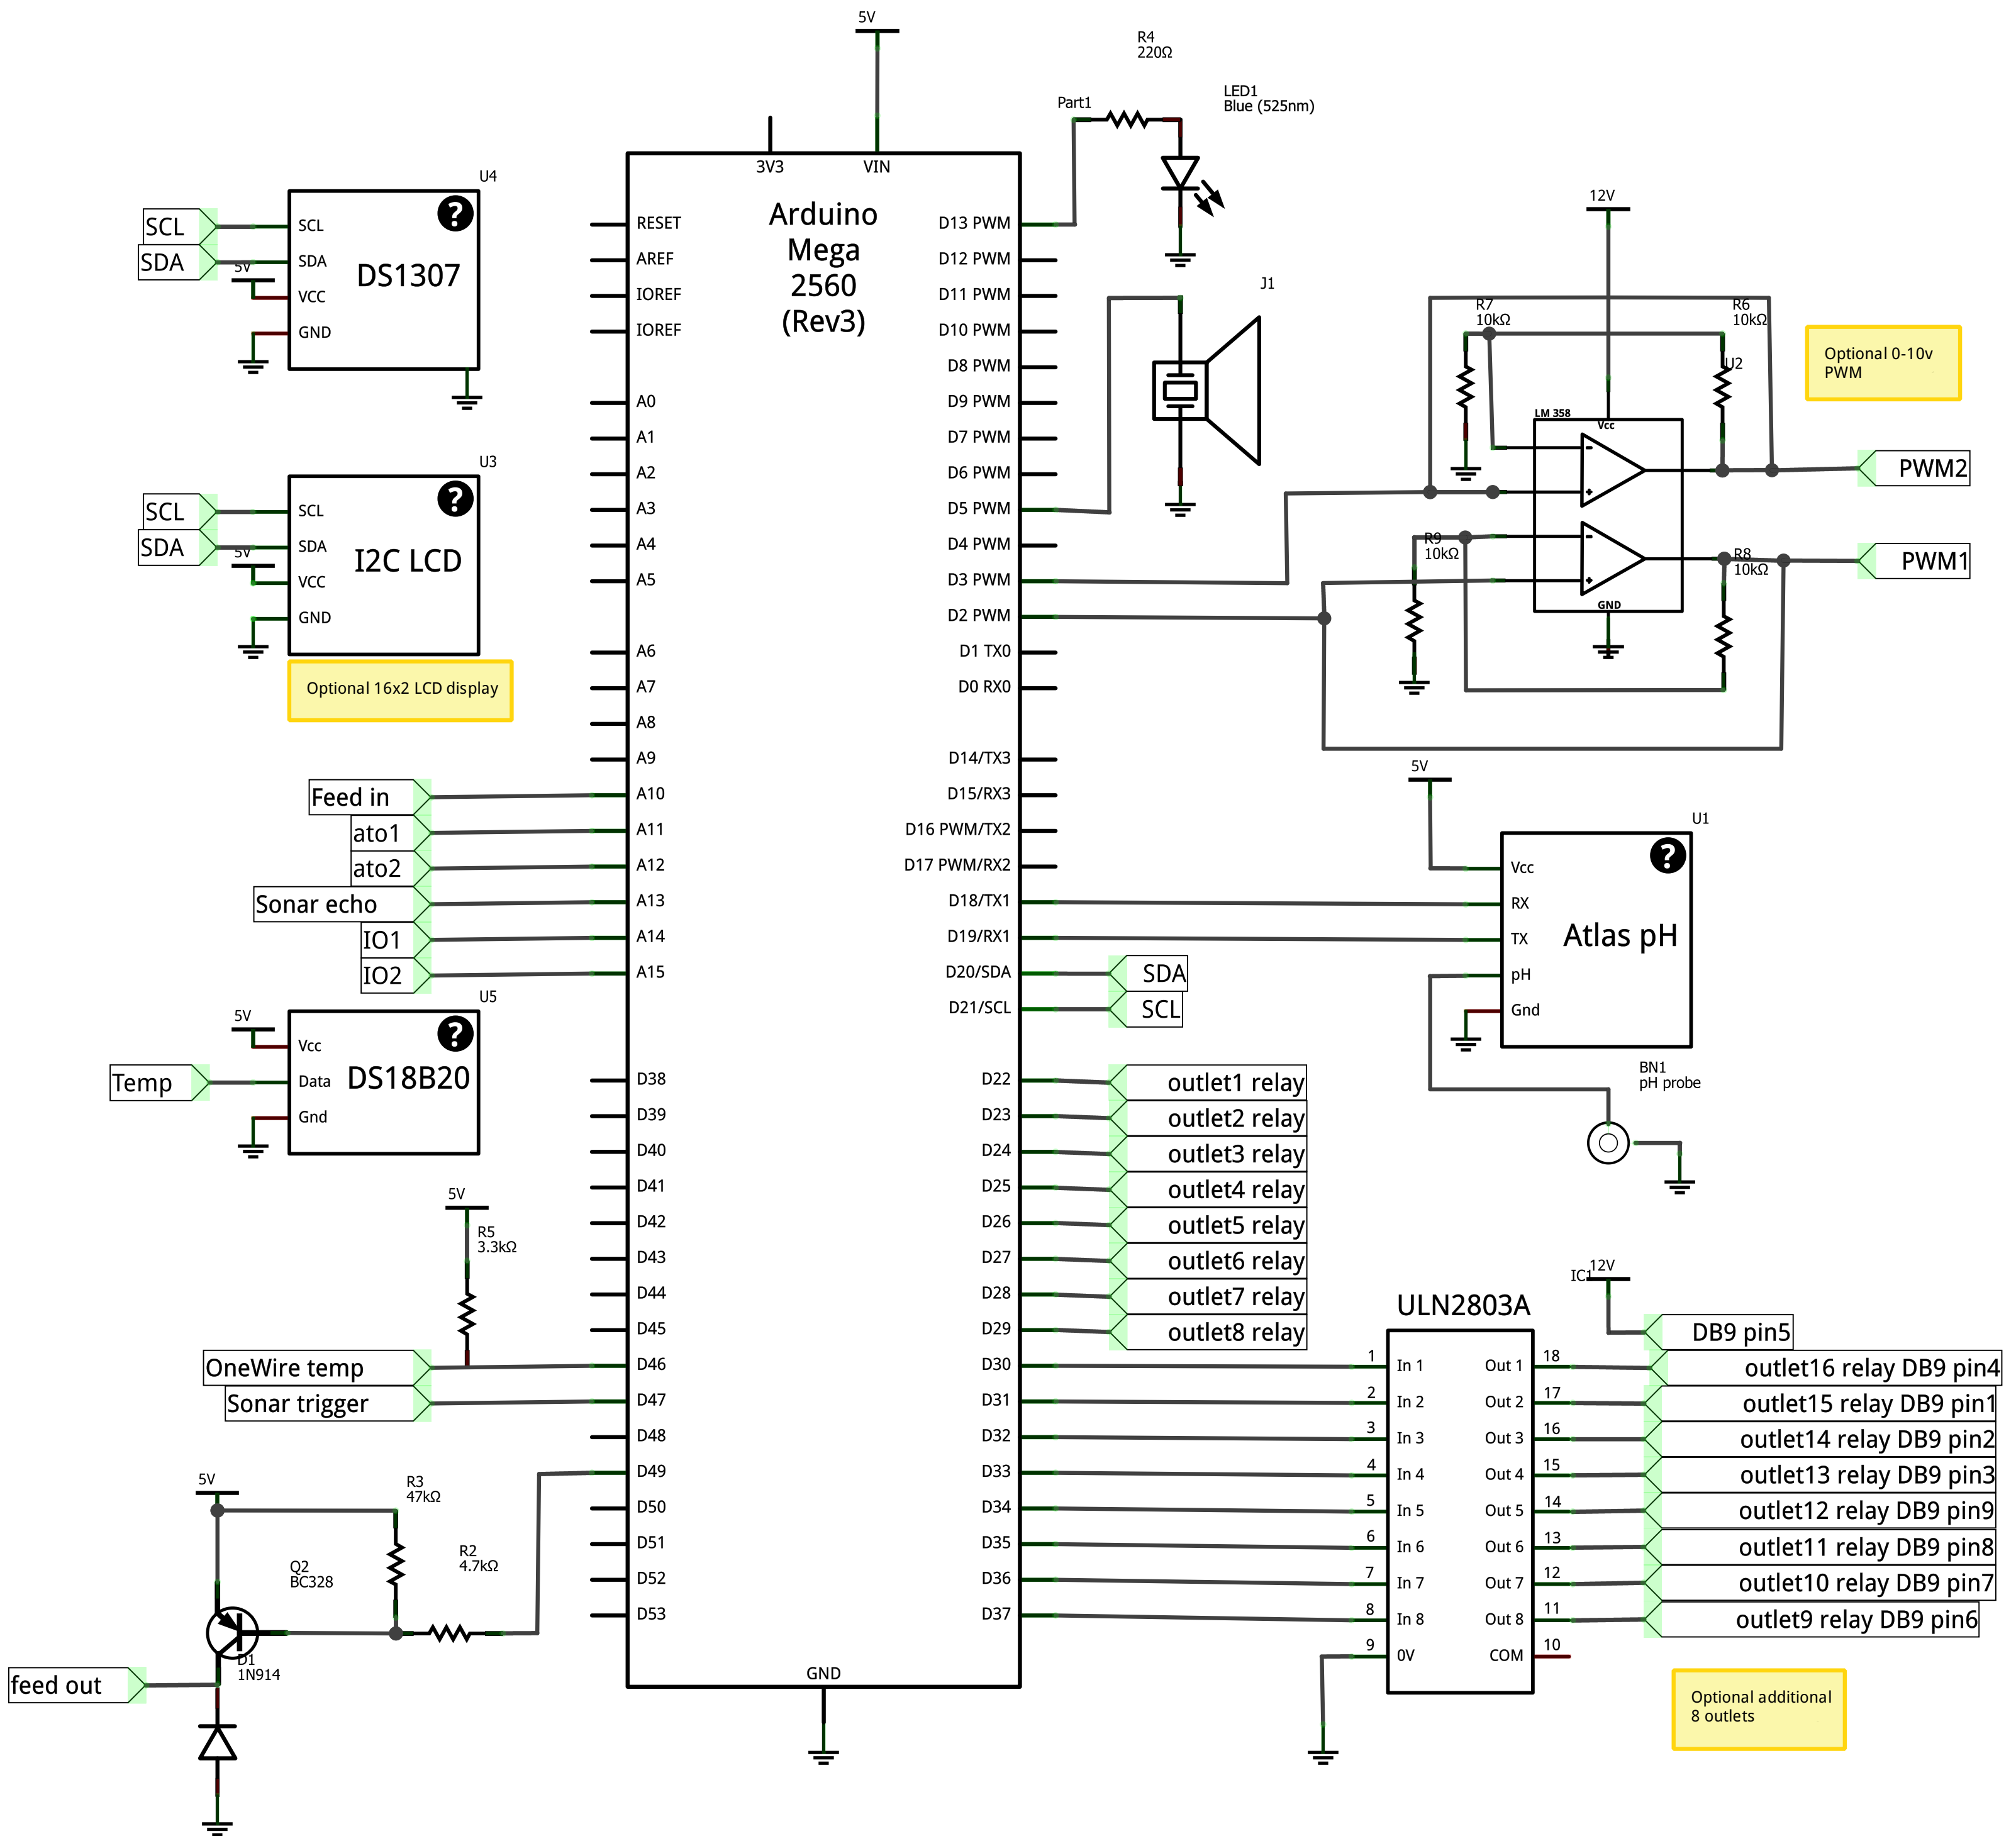 5V
R4
220Ω
Part1
LED1
Blue (525nm)
3V3
VIN
Arduino
Mega
2560
(Rev3)
RESET
AREF
IOREF
IOREF
A0
A1
A2
A3
A4
A5
A6
A7
A8
A9
A10
A11
A12
A13
A14
A15
D38
D39
D40
D41
D42
D43
D44
D45
D46
D47
D48
D49
D50
D51
D52
D53
GND
D13 PWM
D12 PWM
D11 PWM
D10 PWM
D8 PWM
D9 PWM
D7 PWM
D6 PWM
D5 PWM
D4 PWM
D3 PWM
D2 PWM
D1 TX0
D0 RX0
D14/TX3
D15/RX3
D16 PWM/TX2
D17 PWM/RX2
D18/TX1
D19/RX1
D20/SDA
D21/SCL
D22
D23
D24
D25
D26
D27
D28
D29
D30
D31
D32
D33
D34
D35
D36
D37
U4
SCL
SDA
5V
SCL
SDA
VCC
GND
DS1307
U3
SCL
SDA
5V
SCL
SDA
VCC
GND
I2C LCD
Optional 16x2 LCD display
Feed in
ato1
ato2
Sonar echo
IO1
IO2
U5
5V
Temp
Vcc
Data
Gnd
DS18B20
5V
R5
3.3kΩ
OneWire temp
Sonar trigger
5V
R3
47kΩ
R2
4.7kΩ
Q2
BC328
D1
1N914
feed out
J1
12V
R7
10kΩ
R6
10kΩ
U2
LM 358
Vcc
-
+
-
+
GND
R9
10kΩ
R8
10kΩ
Optional 0-10v
PWM
PWM2
PWM1
5V
U1
Vcc
RX
TX
pH
Gnd
Atlas pH
BN1
pH probe
SDA
SCL
outlet1 relay
outlet2 relay
outlet3 relay
outlet4 relay
outlet5 relay
outlet6 relay
outlet7 relay
outlet8 relay
IC1
12V
ULN2803A
1
2
3
4
5
6
7
8
9
In 1
In 2
In 3
In 4
In 5
In 6
In 7
In 8
0V
Out 1
Out 2
Out 3
Out 4
Out 5
Out 6
Out 7
Out 8
COM
18
17
16
15
14
13
12
11
10
DB9 pin5
outlet16 relay DB9 pin4
outlet15 relay DB9 pin1
outlet14 relay DB9 pin2
outlet13 relay DB9 pin3
outlet12 relay DB9 pin9
outlet11 relay DB9 pin8
outlet10 relay DB9 pin7
outlet9 relay DB9 pin6
Optional additional
8 outlets